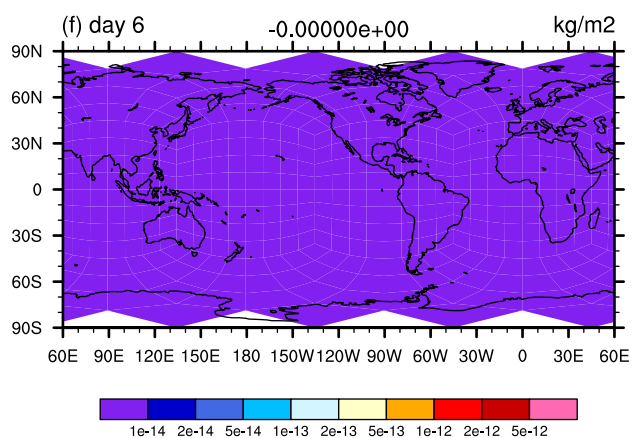 (f) day 6 -0.00000e+00 kg/m2
90N
60N
30N
0
30S
60S
90S
60E 90E 120E 150E 180 150W 120W 90W 60W 30W 0 30E 60E
1e-14 2e-14 5e-14 1e-13 2e-13 5e-13 1e-12 2e-12 5e-12